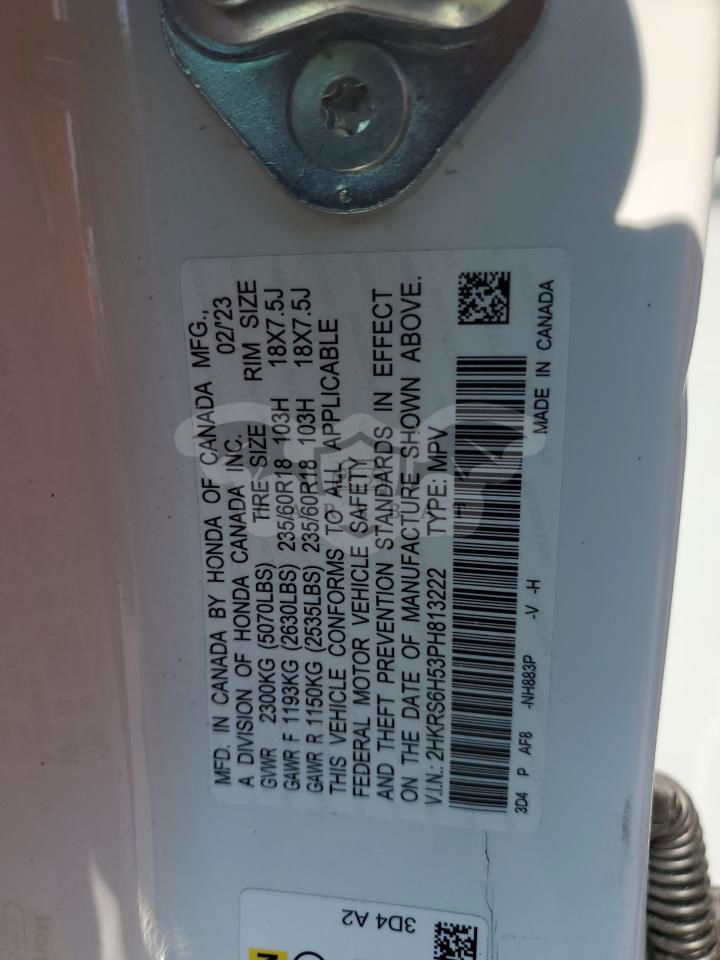 MFD. IN CANADA BY HONDA OF CANADA MFG.,
A DIVISION OF HONDA CANADA INC. 02/'23
GVWR 2300KG (5070LBS) TIRE SIZE RIM SIZE
GAWR F 1193KG (2630LBS) 235/60R18 103H 18X7.5J
GAWR R 1150KG (2535LBS) 235/60R18 103H 18X7.5J
THIS VEHICLE CONFORMS TO ALL APPLICABLE
FEDERAL MOTOR VEHICLE SAFETY
AND THEFT PREVENTION STANDARDS IN EFFECT
ON THE DATE OF MANUFACTURE SHOWN ABOVE.
V.I.N.: 2HKRS6H53PH813222 TYPE: MPV
3D4 P AF8 -NH883P -V -H MADE IN CANADA
3D4 A2